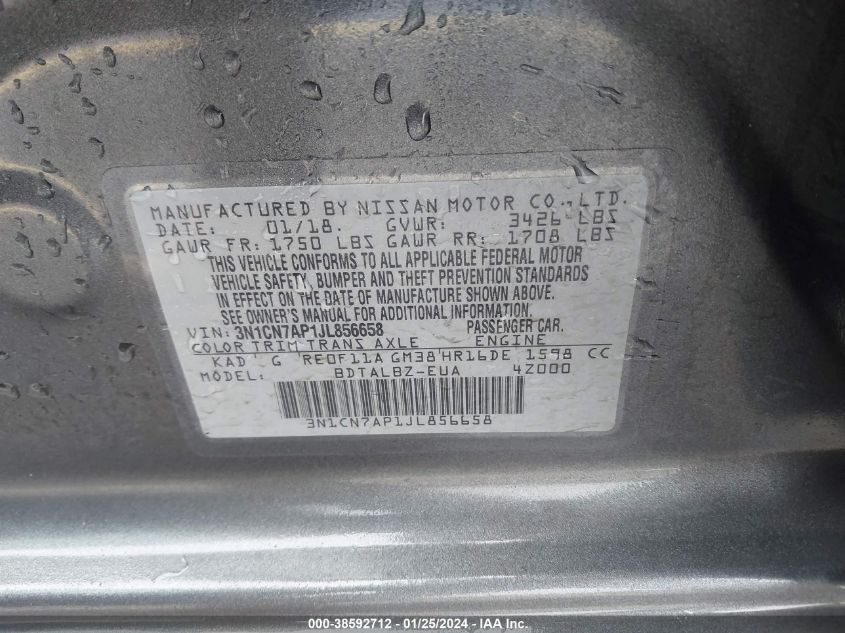 MANUFACTURED BY NISSAN MOTOR CO., LTD.
DATE: 01/18. GVWR: 3426 LBS
GAWR FR: 1750 LBS GAWR RR: 1708 LBS
THIS VEHICLE CONFORMS TO ALL APPLICABLE FEDERAL MOTOR
VEHICLE SAFETY, BUMPER AND THEFT PREVENTION STANDARDS
IN EFFECT ON THE DATE OF MANUFACTURE SHOWN ABOVE.
SEE OWNER'S MANUAL FOR ADDITIONAL INFORMATION.
VIN: 3N1CN7AP1JL856658 PASSENGER CAR.
COLOR TRIM TRANS AXLE ENGINE
KAD G RE0F11A GM38 HR16DE 1598 CC
MODEL: BDTALBZ-EUA 4Z000
3N1CN7AP1JL856658
000-38592712 - 01/25/2024 - IAA Inc.